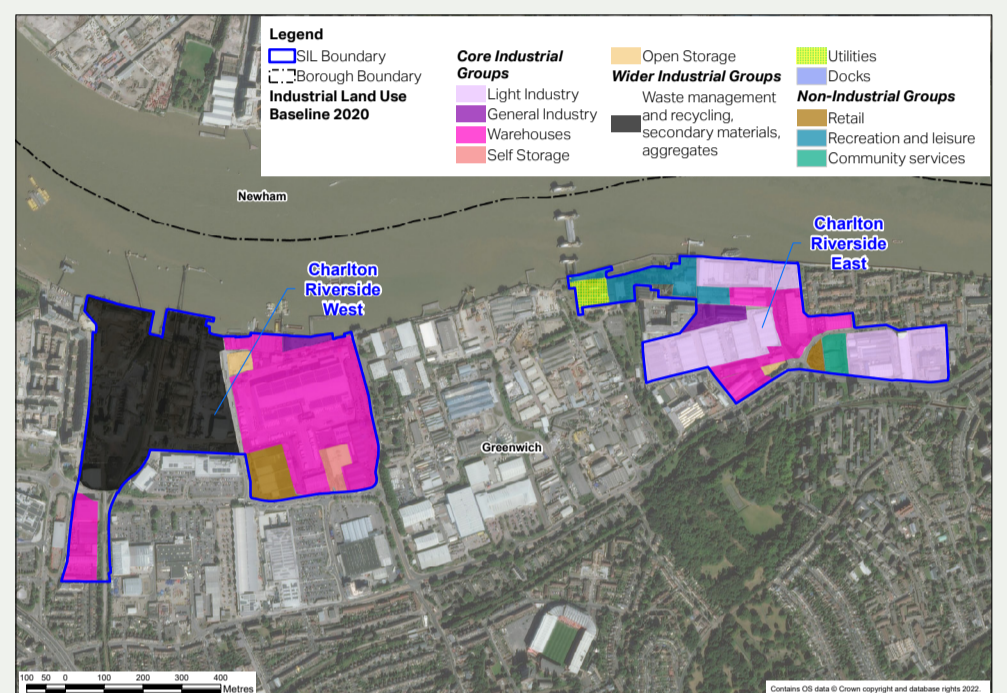 Legend
SIL Boundary
Borough Boundary
Industrial Land Use
Baseline 2020
Core Industrial
Groups
Light Industry
General Industry
Warehouses
Self Storage
Open Storage
Wider Industrial Groups
Waste management
and recycling,
secondary materials,
aggregates
Utilities
Docks
Non-Industrial Groups
Retail
Recreation and leisure
Community services
Newham
Charlton
Riverside
West
Charlton
Riverside
East
Greenwich
100 50 0 100 200 300 400
Metres
Contains OS data © Crown copyright and database rights 2022.